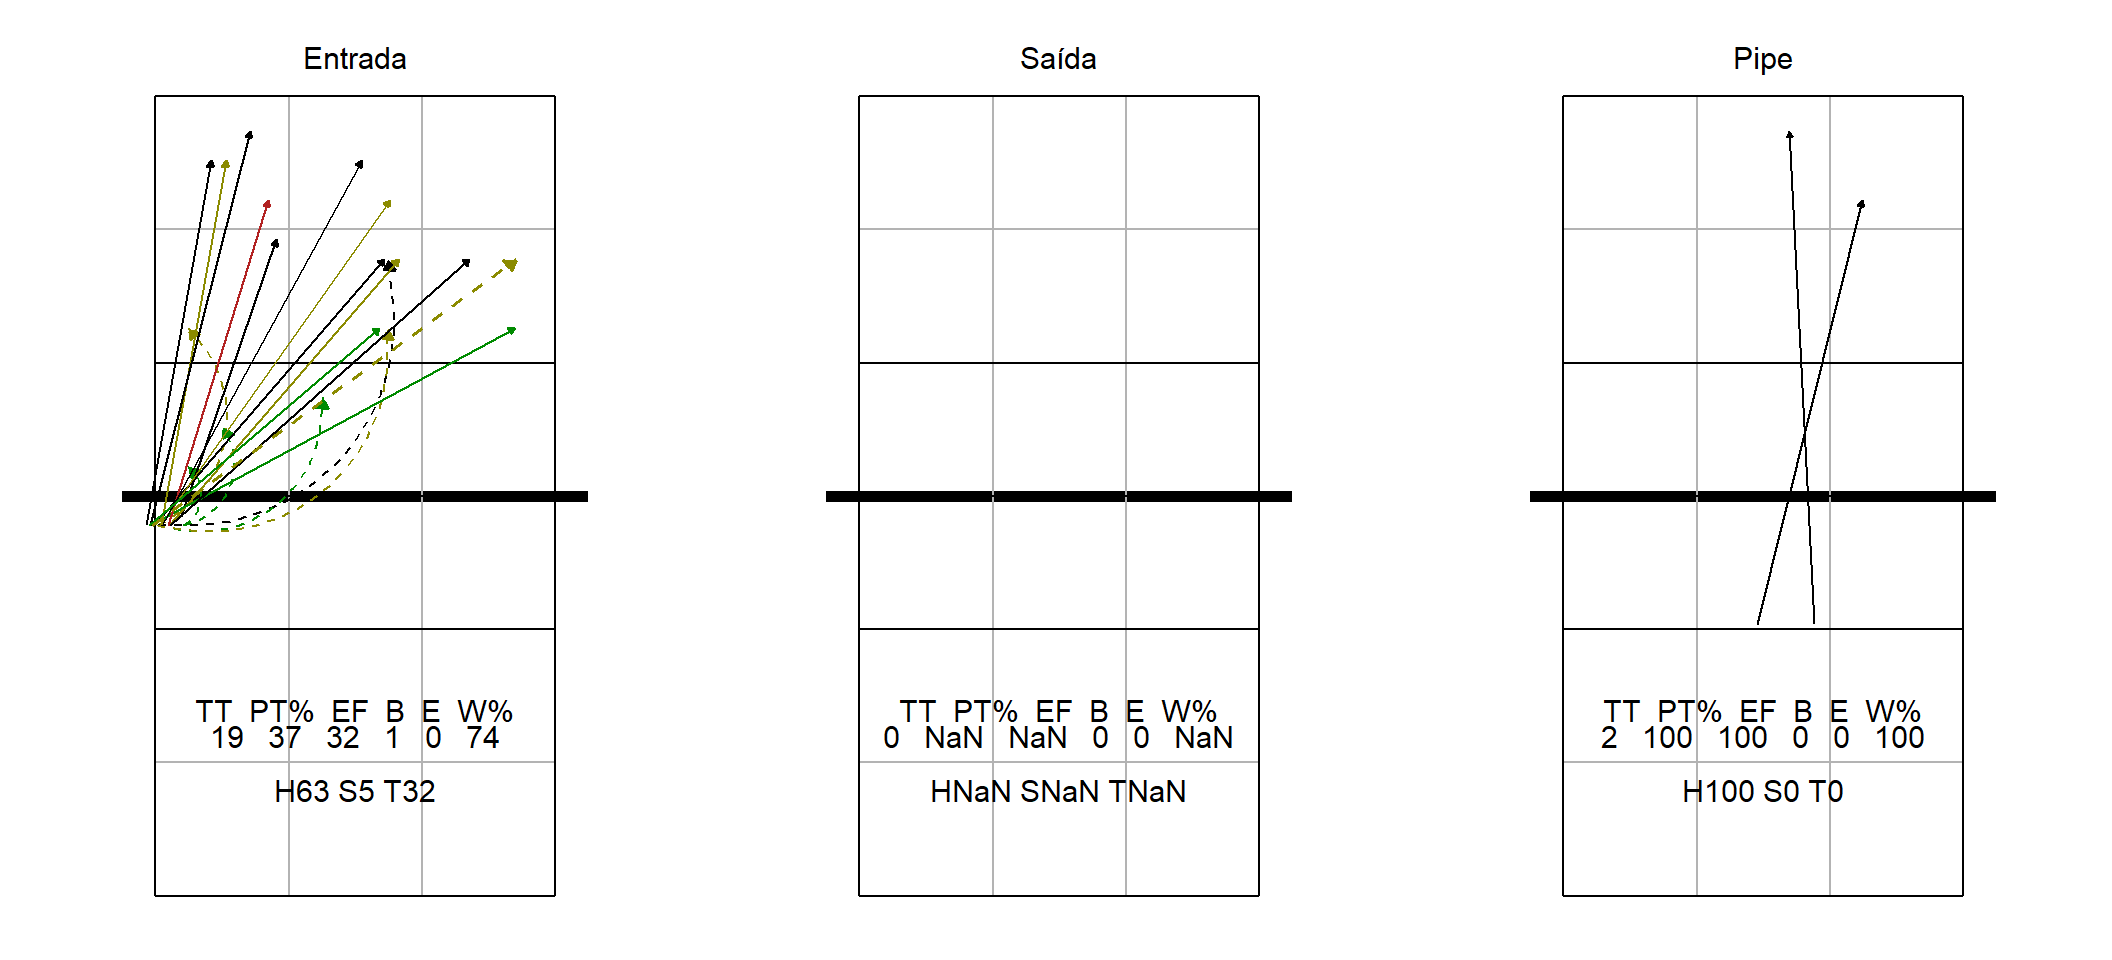 Entrada
TT PT% EF B E W%
19 37 32 1 0 74
H63 S5 T32
Saída
TT PT% EF B E W%
0 NaN NaN 0 0 NaN
HNaN SNaN TNaN
Pipe
TT PT% EF B E W%
2 100 100 0 0 100
H100 S0 T0